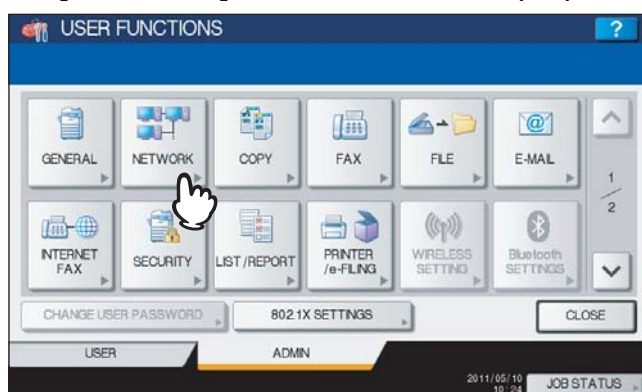 USER FUNCTIONS
?
GENERAL
NETWORK
COPY
FAX
FILE
E-MAIL
1
2
INTERNET
FAX
SECURITY
LIST/REPORT
PRINTER
/e-FILING
WIRELESS
SETTING
Bluetooth
SETTINGS
CHANGE USER PASSWORD
802.1X SETTINGS
CLOSE
USER
ADMIN
2011/05/10
10:24
JOB STATUS